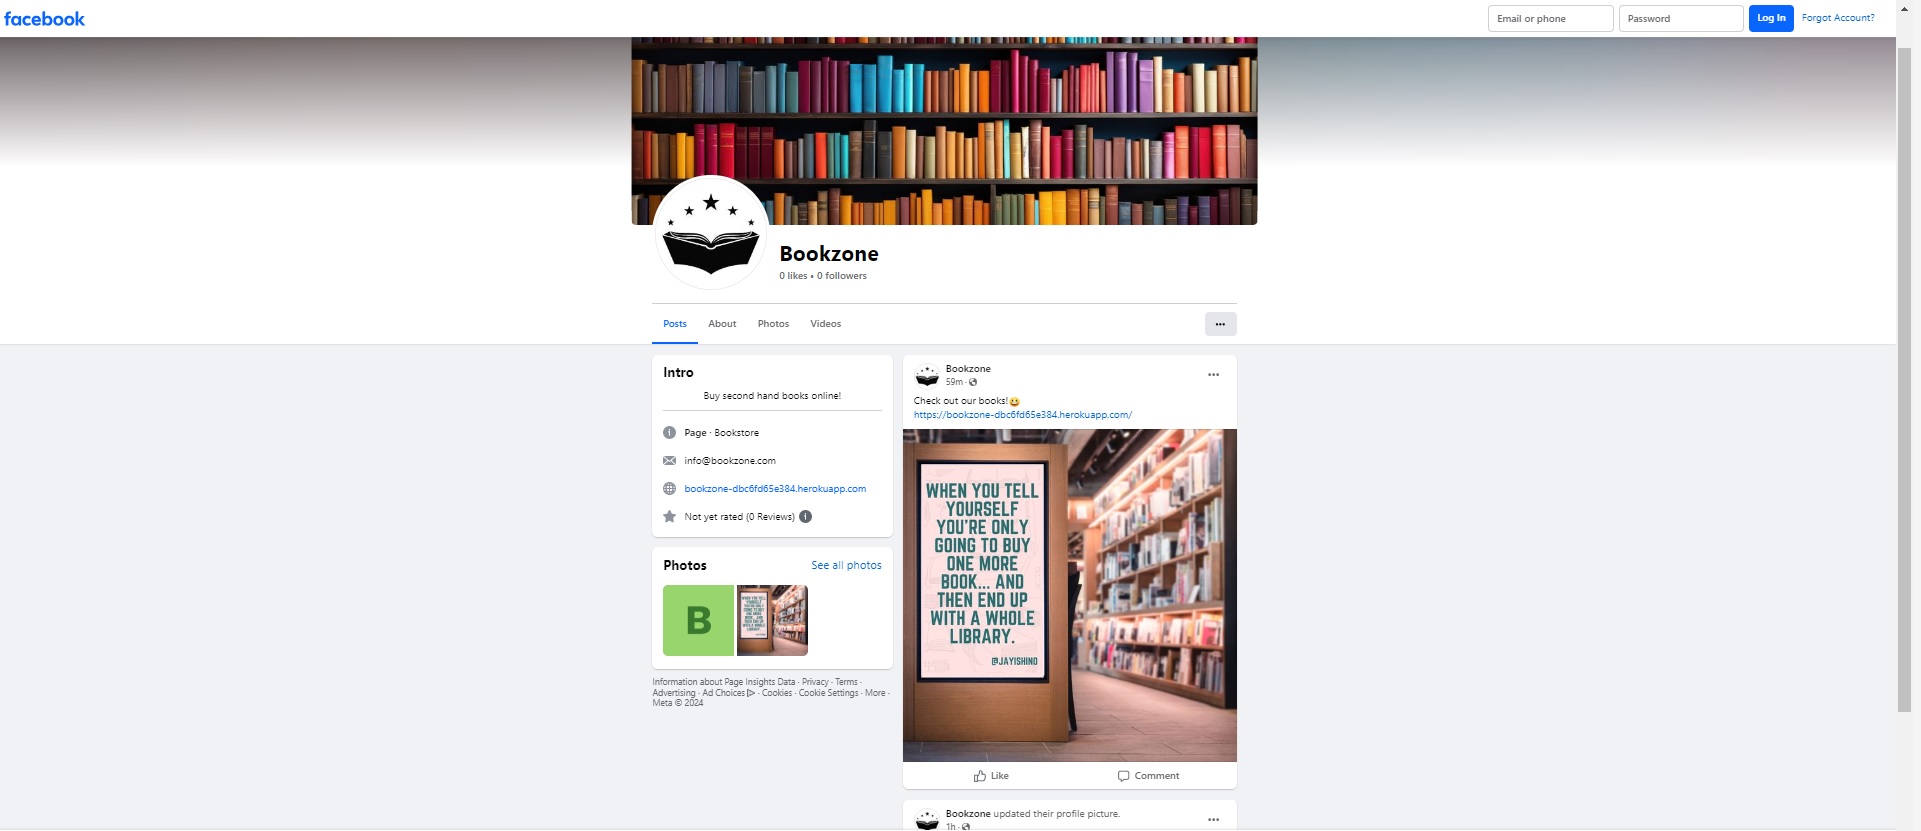 facebook
Email or phone
Password
Log In
Forgot Account?
Bookzone
0 likes • 0 followers
Posts
About
Photos
Videos
Intro
Buy second hand books online!
Page · Bookstore
info@bookzone.com
bookzone-dbc6fd65e384.herokuapp.com
Not yet rated (0 Reviews)
Photos
See all photos
B
Information about Page Insights Data · Privacy · Terms ·
Advertising · Ad Choices · Cookies · Cookie Settings · More ·
Meta © 2024
Bookzone
59m ·
Check out our books!😃
https://bookzone-dbc6fd65e384.herokuapp.com/
WHEN YOU TELL
YOURSELF
YOU'RE ONLY
GOING TO BUY
ONE MORE
BOOK... AND
THEN END UP
WITH A WHOLE
LIBRARY.
@JAYISHINO
Like
Comment
Bookzone updated their profile picture.
1h ·